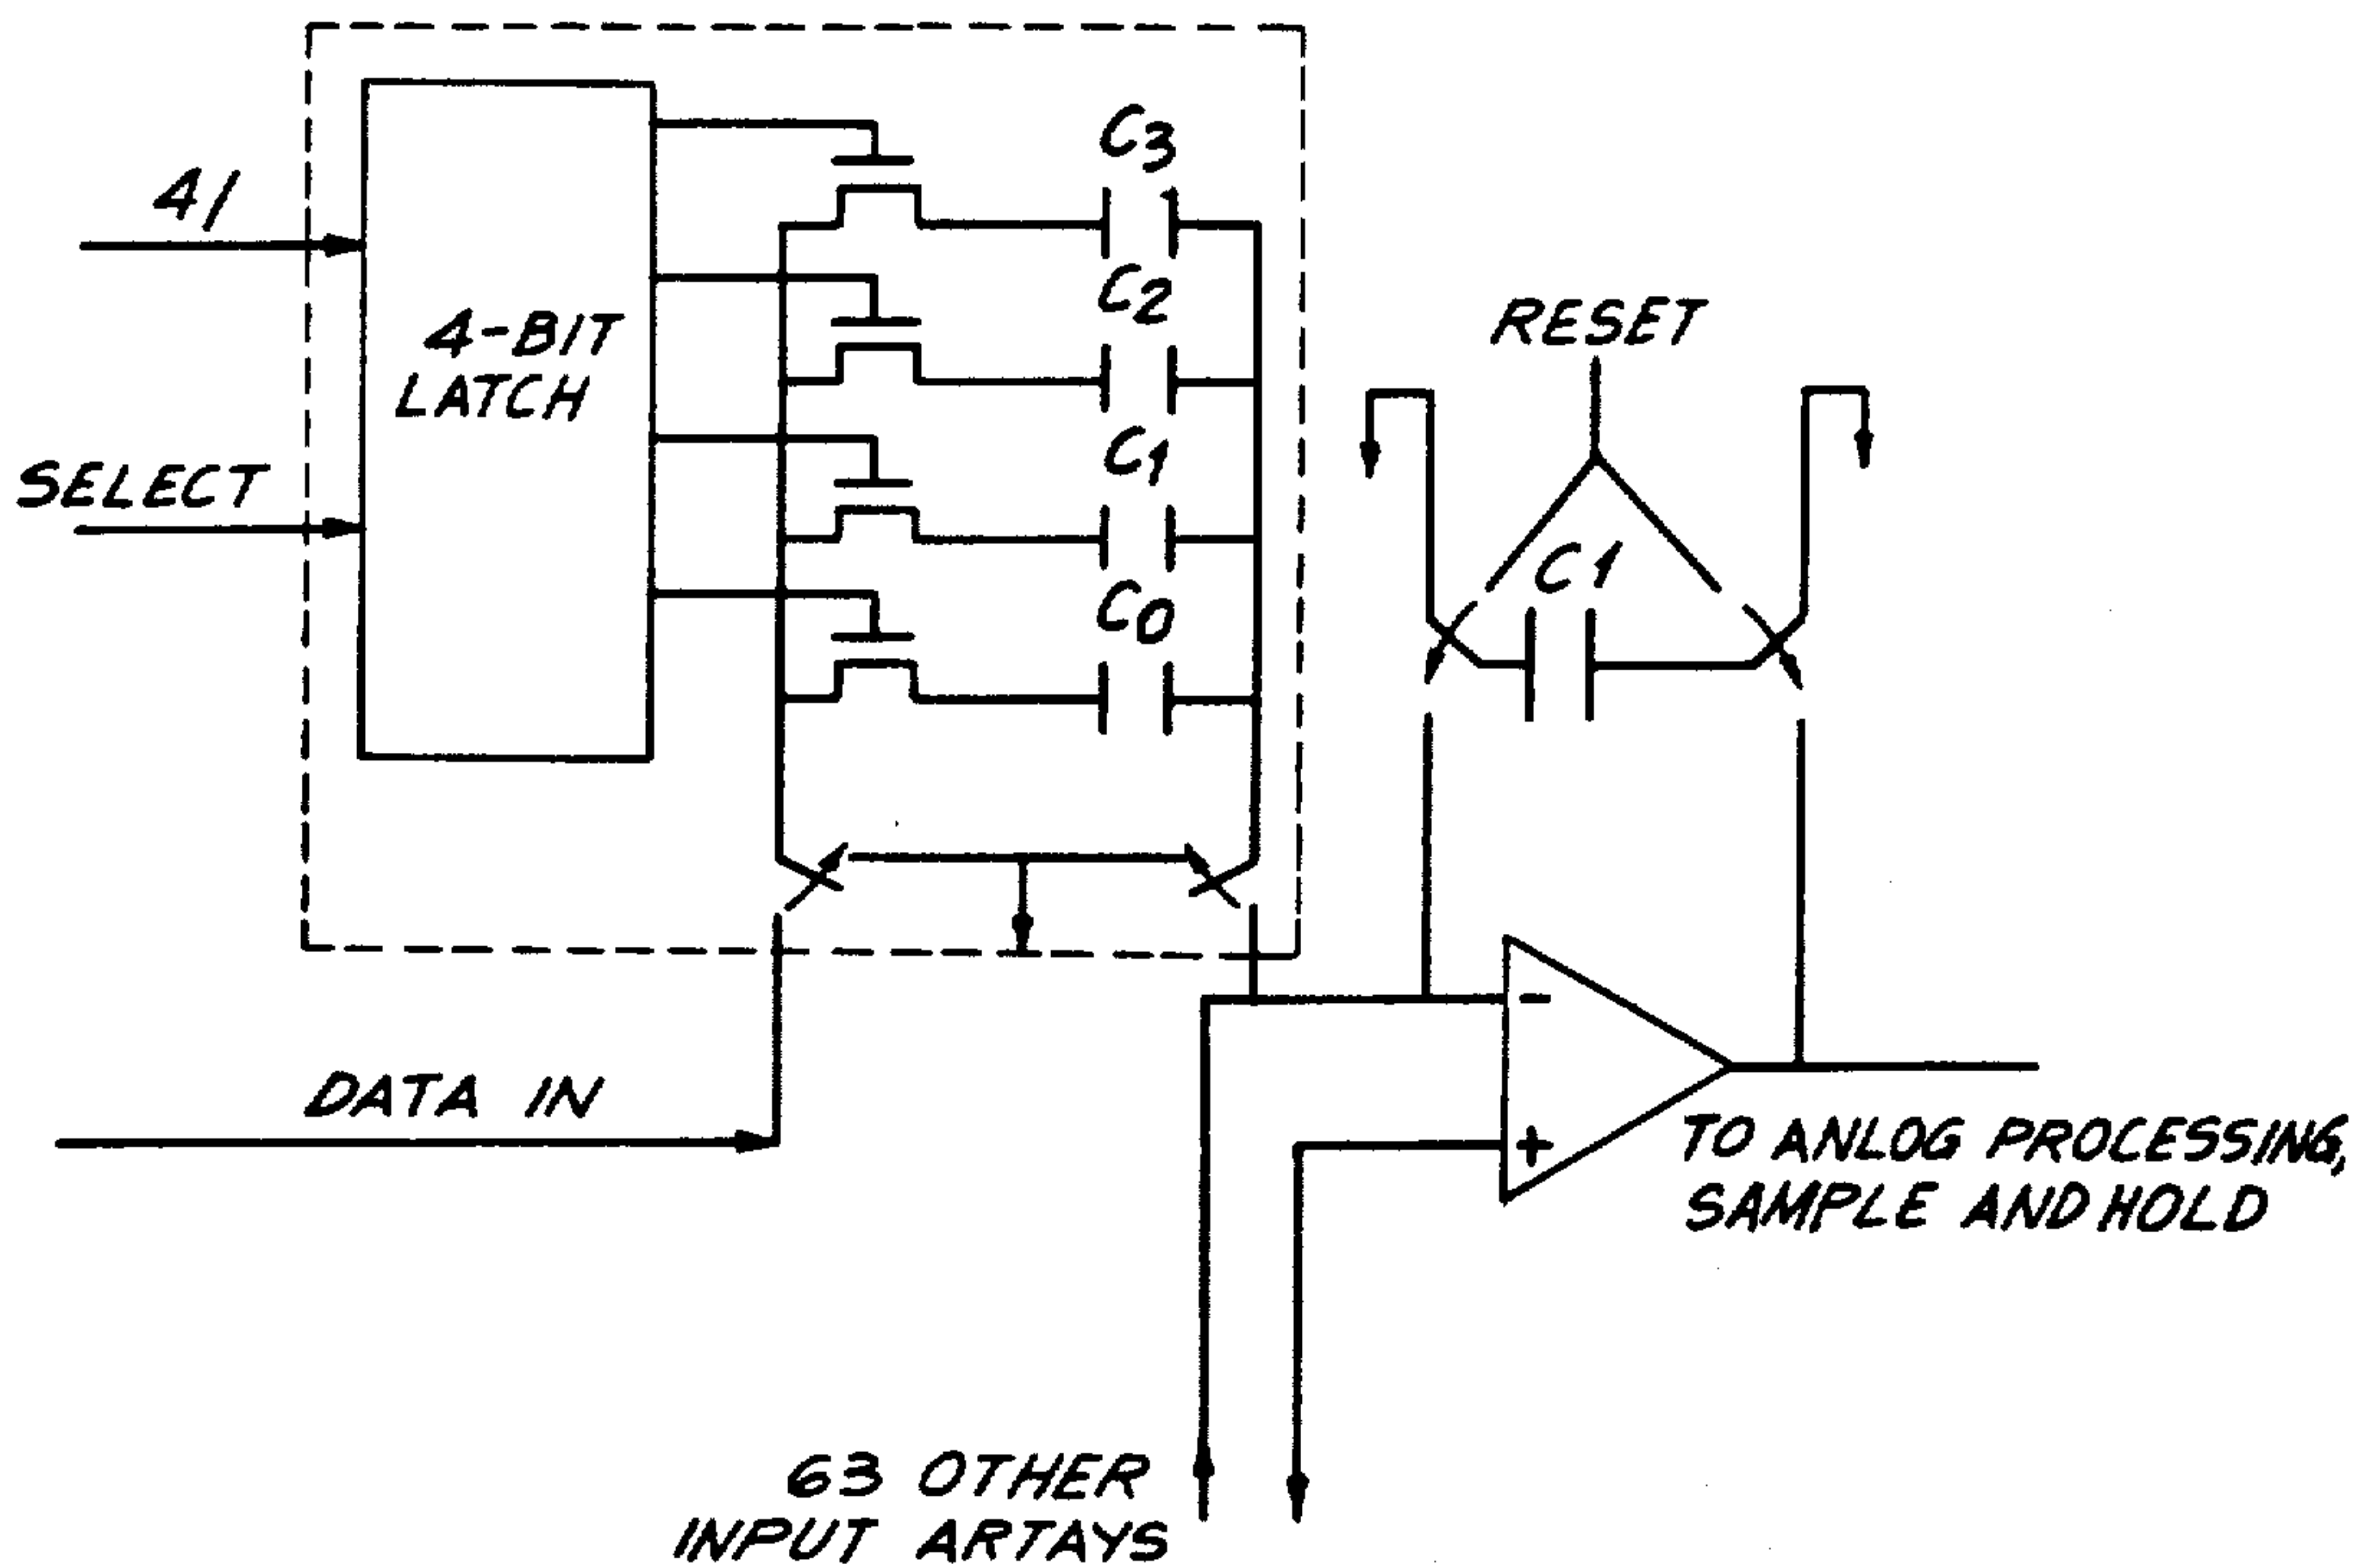 4/
4-BIT
LATCH
SELECT
C3
C2
C1
C0
RESET
C1
-
+
DATA IN
TO ANLOG PROCESSING,
SAMPLE AND HOLD
63 OTHER
INPUT ARTAYS